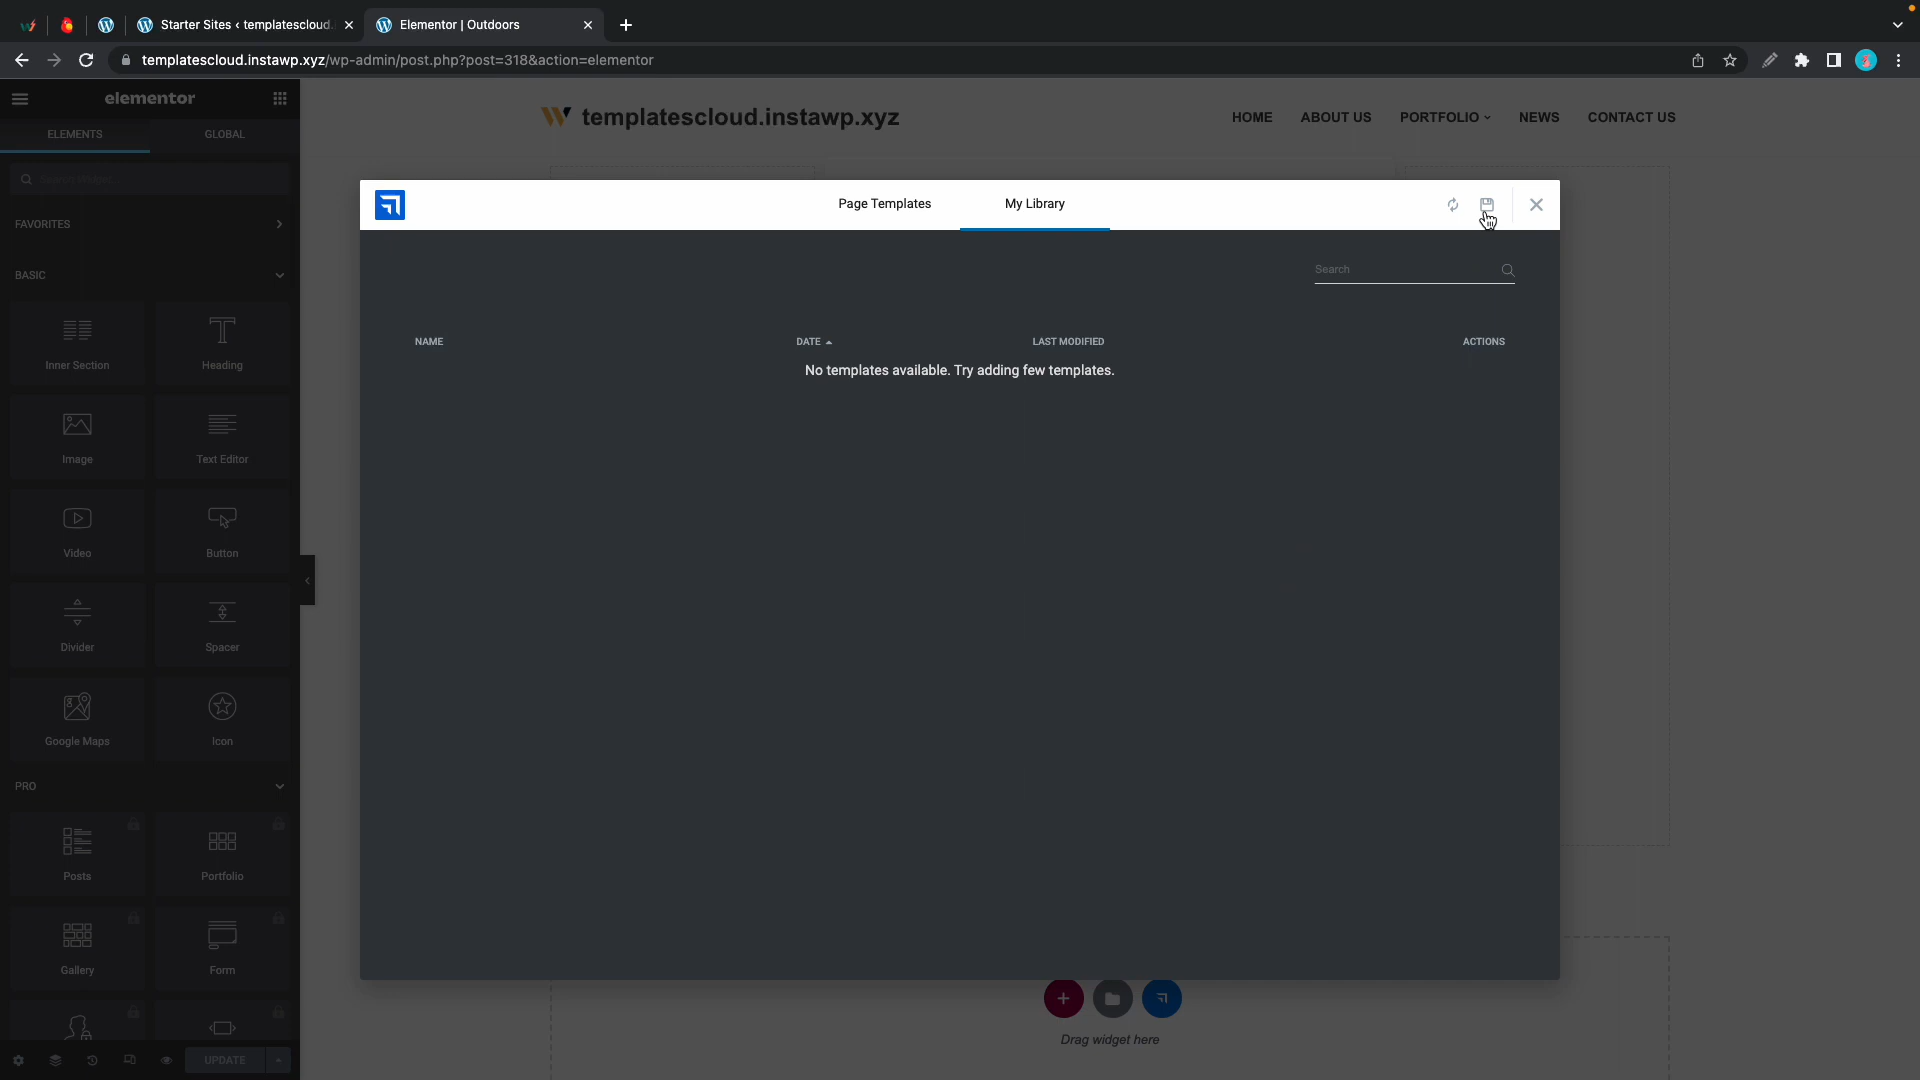 Starter Sites ‹ templatescloud.
Elementor | Outdoors
templatescloud.instawp.xyz/wp-admin/post.php?post=318&action=elementor
elementor
ELEMENTS
GLOBAL
Search Widget...
FAVORITES
BASIC
Inner Section
Heading
Image
Text Editor
Video
Button
Divider
Spacer
Google Maps
Icon
PRO
Posts
Portfolio
Gallery
Form
UPDATE
templatescloud.instawp.xyz
HOME
ABOUT US
PORTFOLIO
NEWS
CONTACT US
Page Templates
My Library
Search
NAME
DATE
LAST MODIFIED
ACTIONS
No templates available. Try adding few templates.
Drag widget here